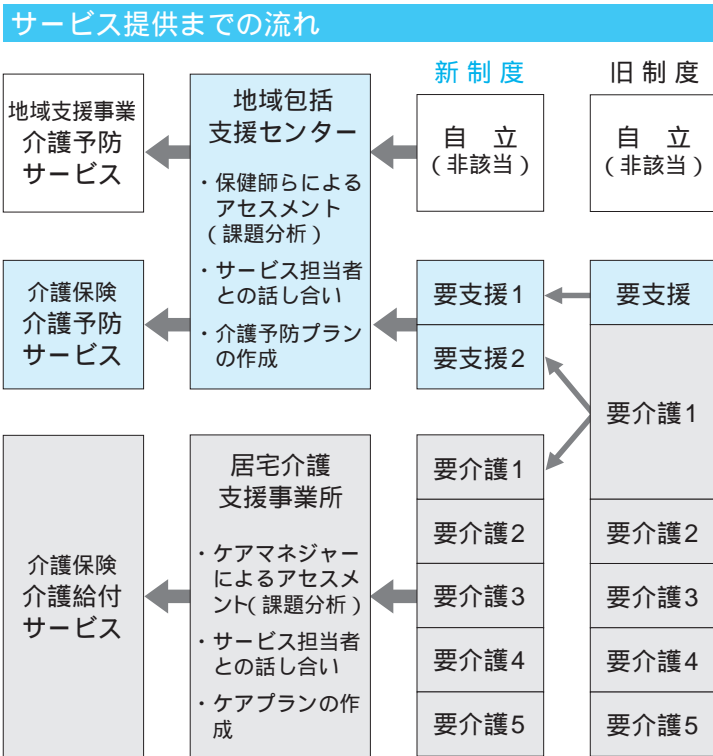 サービス提供までの流れ
新制度
旧制度
地域支援事業
介護予防
サービス
地域包括
支援センター
・保健師らによる
アセスメント
(課題分析)
・サービス担当者
との話し合い
・介護予防プラン
の作成
自 立
(非該当)
自 立
(非該当)
介護保険
介護予防
サービス
要支援1
要支援2
要支援
要介護1
介護保険
介護給付
サービス
居宅介護
支援事業所
・ケアマネジャー
によるアセスメ
ント(課題分析)
・サービス担当者
との話し合い
・ケアプランの作
成
要介護1
要介護2
要介護3
要介護4
要介護5
要介護2
要介護3
要介護4
要介護5